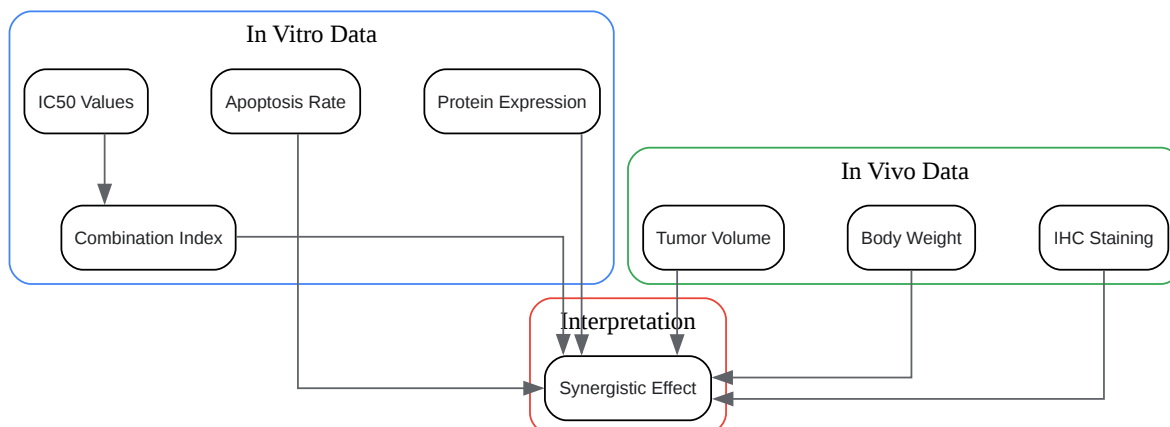 In Vitro Data
IC50 Values
Apoptosis Rate
Protein Expression
Combination Index
In Vivo Data
Tumor Volume
Body Weight
IHC Staining
Interpretation
Synergistic Effect